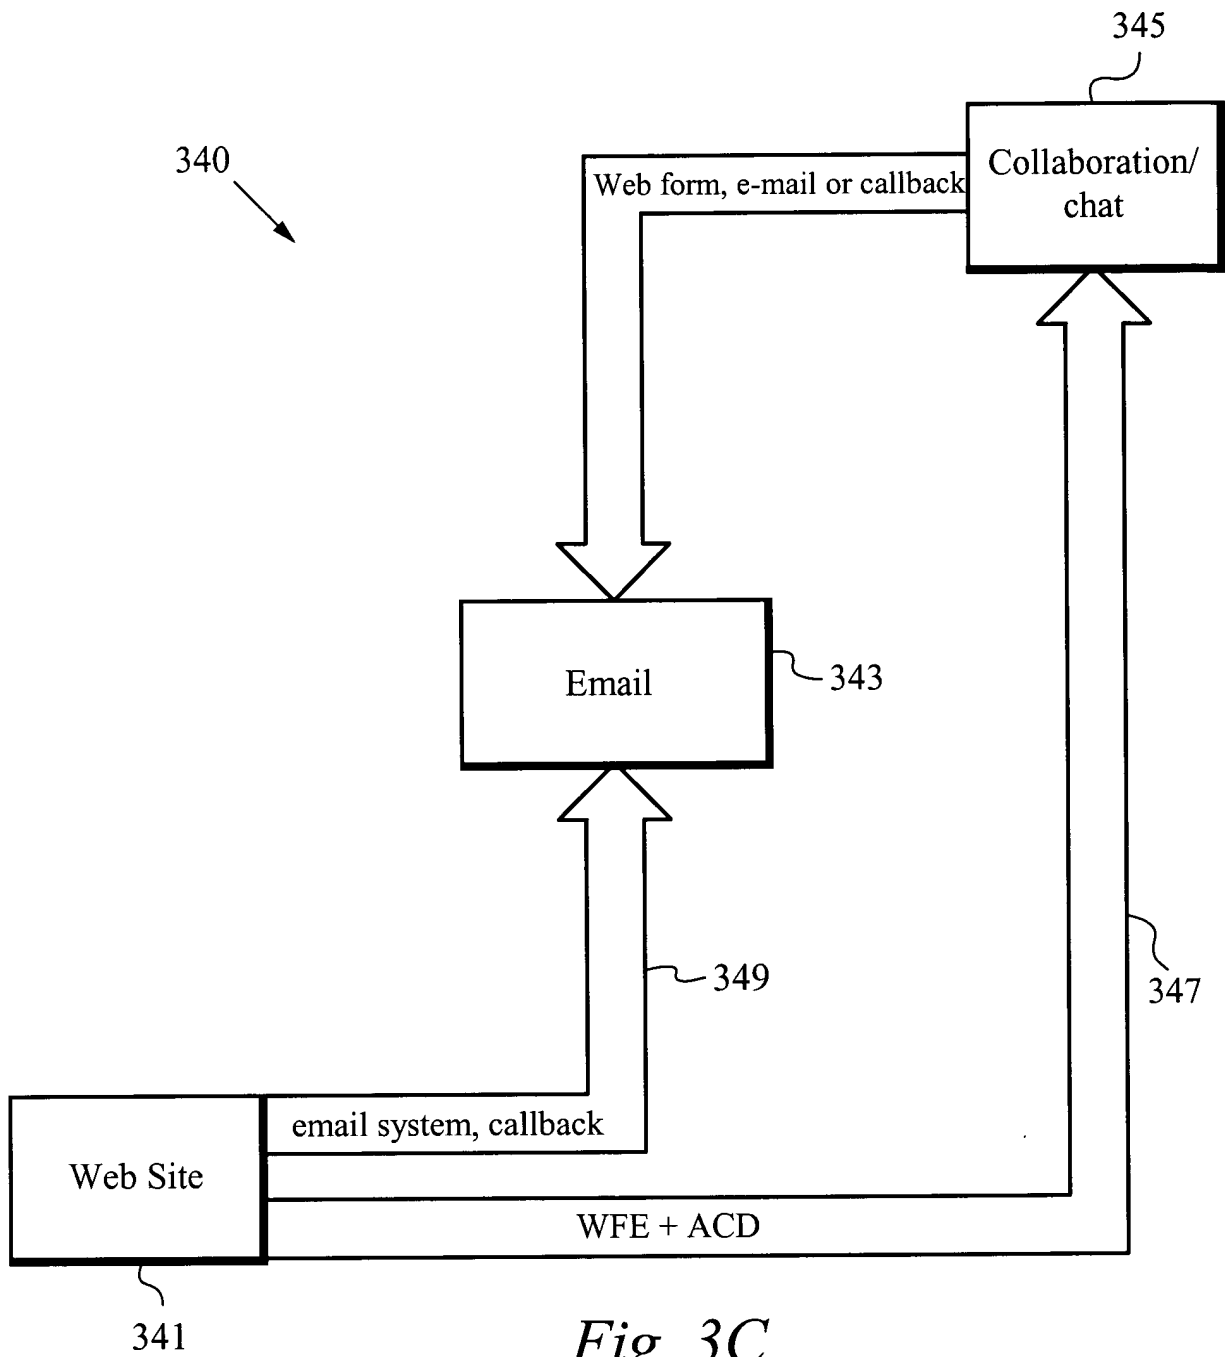 345
340
Collaboration/
chat
Web form, e-mail or callback
Email
343
349
347
email system, callback
Web Site
WFE + ACD
341
Fig. 3C